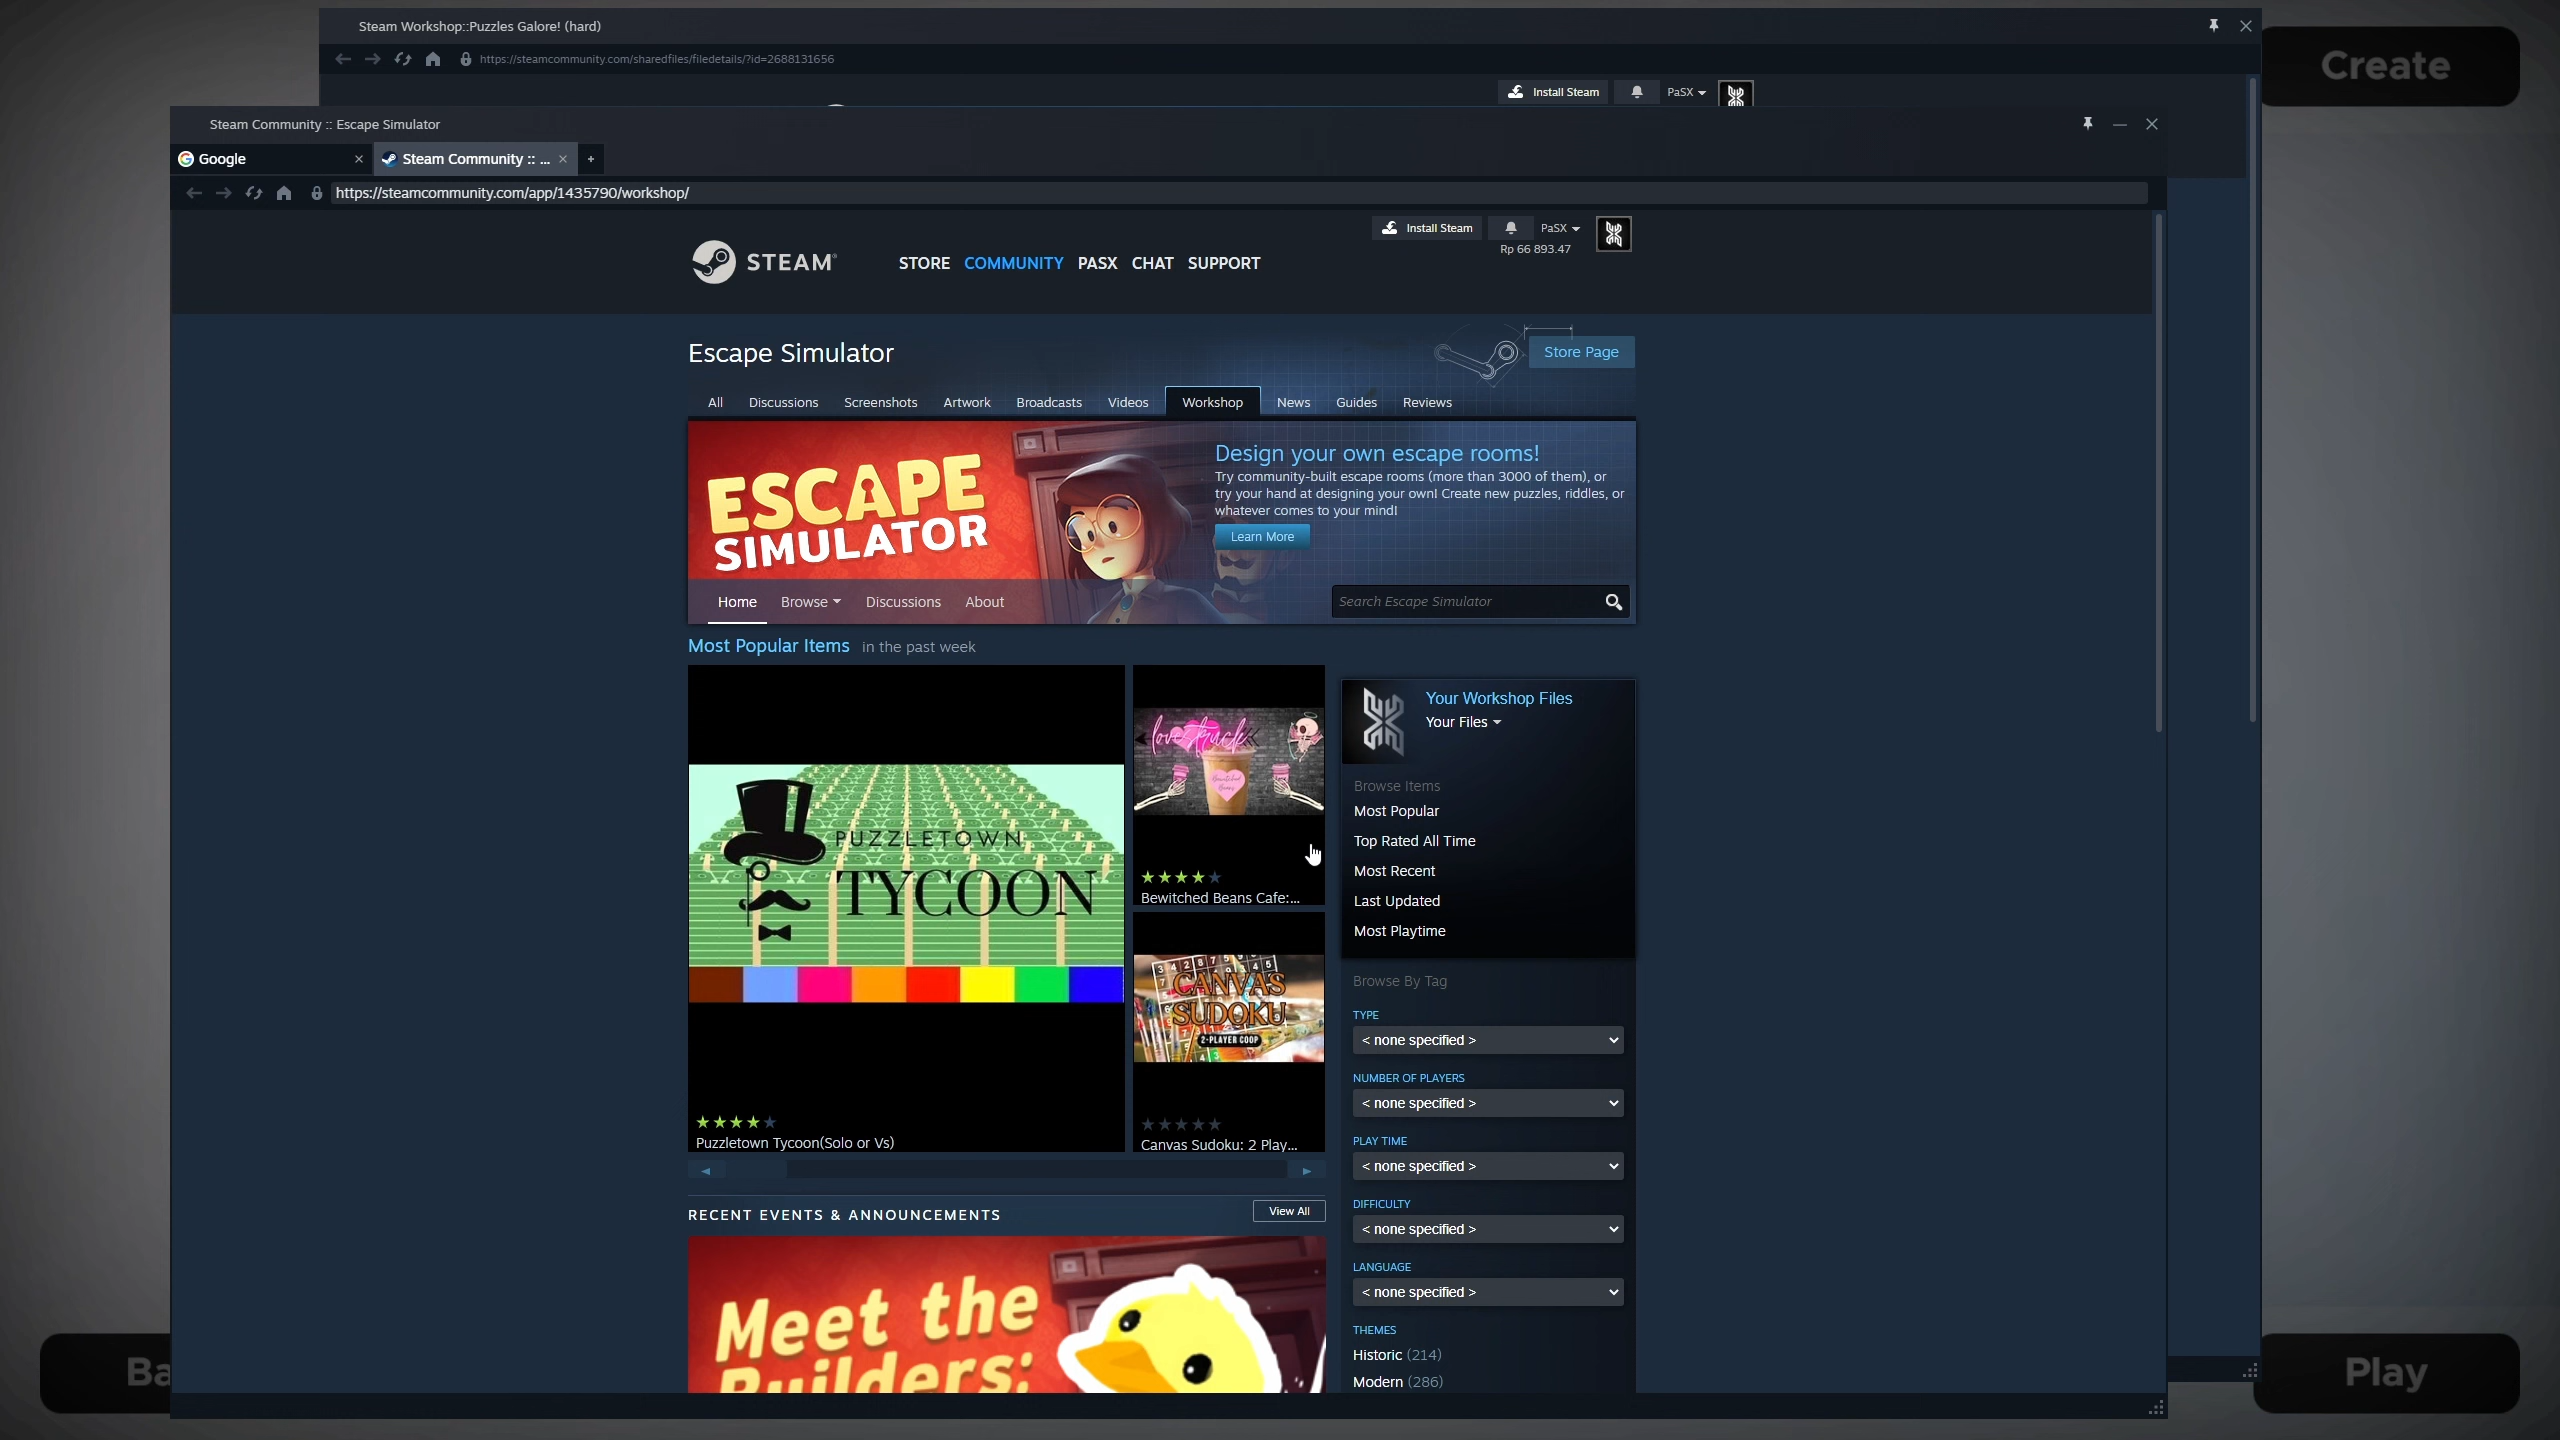 Steam Workshop::Puzzles Galore! (hard)
https://steamcommunity.com/sharedfiles/filedetails/?id=2688131656
Create
Install Steam
PaSX
Steam Community :: Escape Simulator
Google
Steam Community :: ...
https://steamcommunity.com/app/1435790/workshop/
Install Steam
PaSX
Rp 66 893.47
STEAM
STORE COMMUNITY PASX CHAT SUPPORT
Escape Simulator
Store Page
All Discussions Screenshots Artwork Broadcasts Videos Workshop News Guides Reviews
ESCAPE
SIMULATOR
Design your own escape rooms!
Try community-built escape rooms (more than 3000 of them), or
try your hand at designing your own! Create new puzzles, riddles, or
whatever comes to your mind!
Learn More
Home Browse Discussions About
Search Escape Simulator
Most Popular Items in the past week
PUZZLETOWN
TYCOON
Puzzletown Tycoon(Solo or Vs)
love struck
Bewitched Beans Cafe:...
CANVAS
SUDOKU
2-PLAYER COOP
Canvas Sudoku: 2 Play...
Your Workshop Files
Your Files
Browse Items
Most Popular
Top Rated All Time
Most Recent
Last Updated
Most Playtime
Browse By Tag
TYPE
< none specified >
NUMBER OF PLAYERS
< none specified >
PLAY TIME
< none specified >
DIFFICULTY
< none specified >
LANGUAGE
< none specified >
THEMES
Historic (214)
Modern (286)
RECENT EVENTS & ANNOUNCEMENTS
View All
Meet the
Builders:
Ba
Play